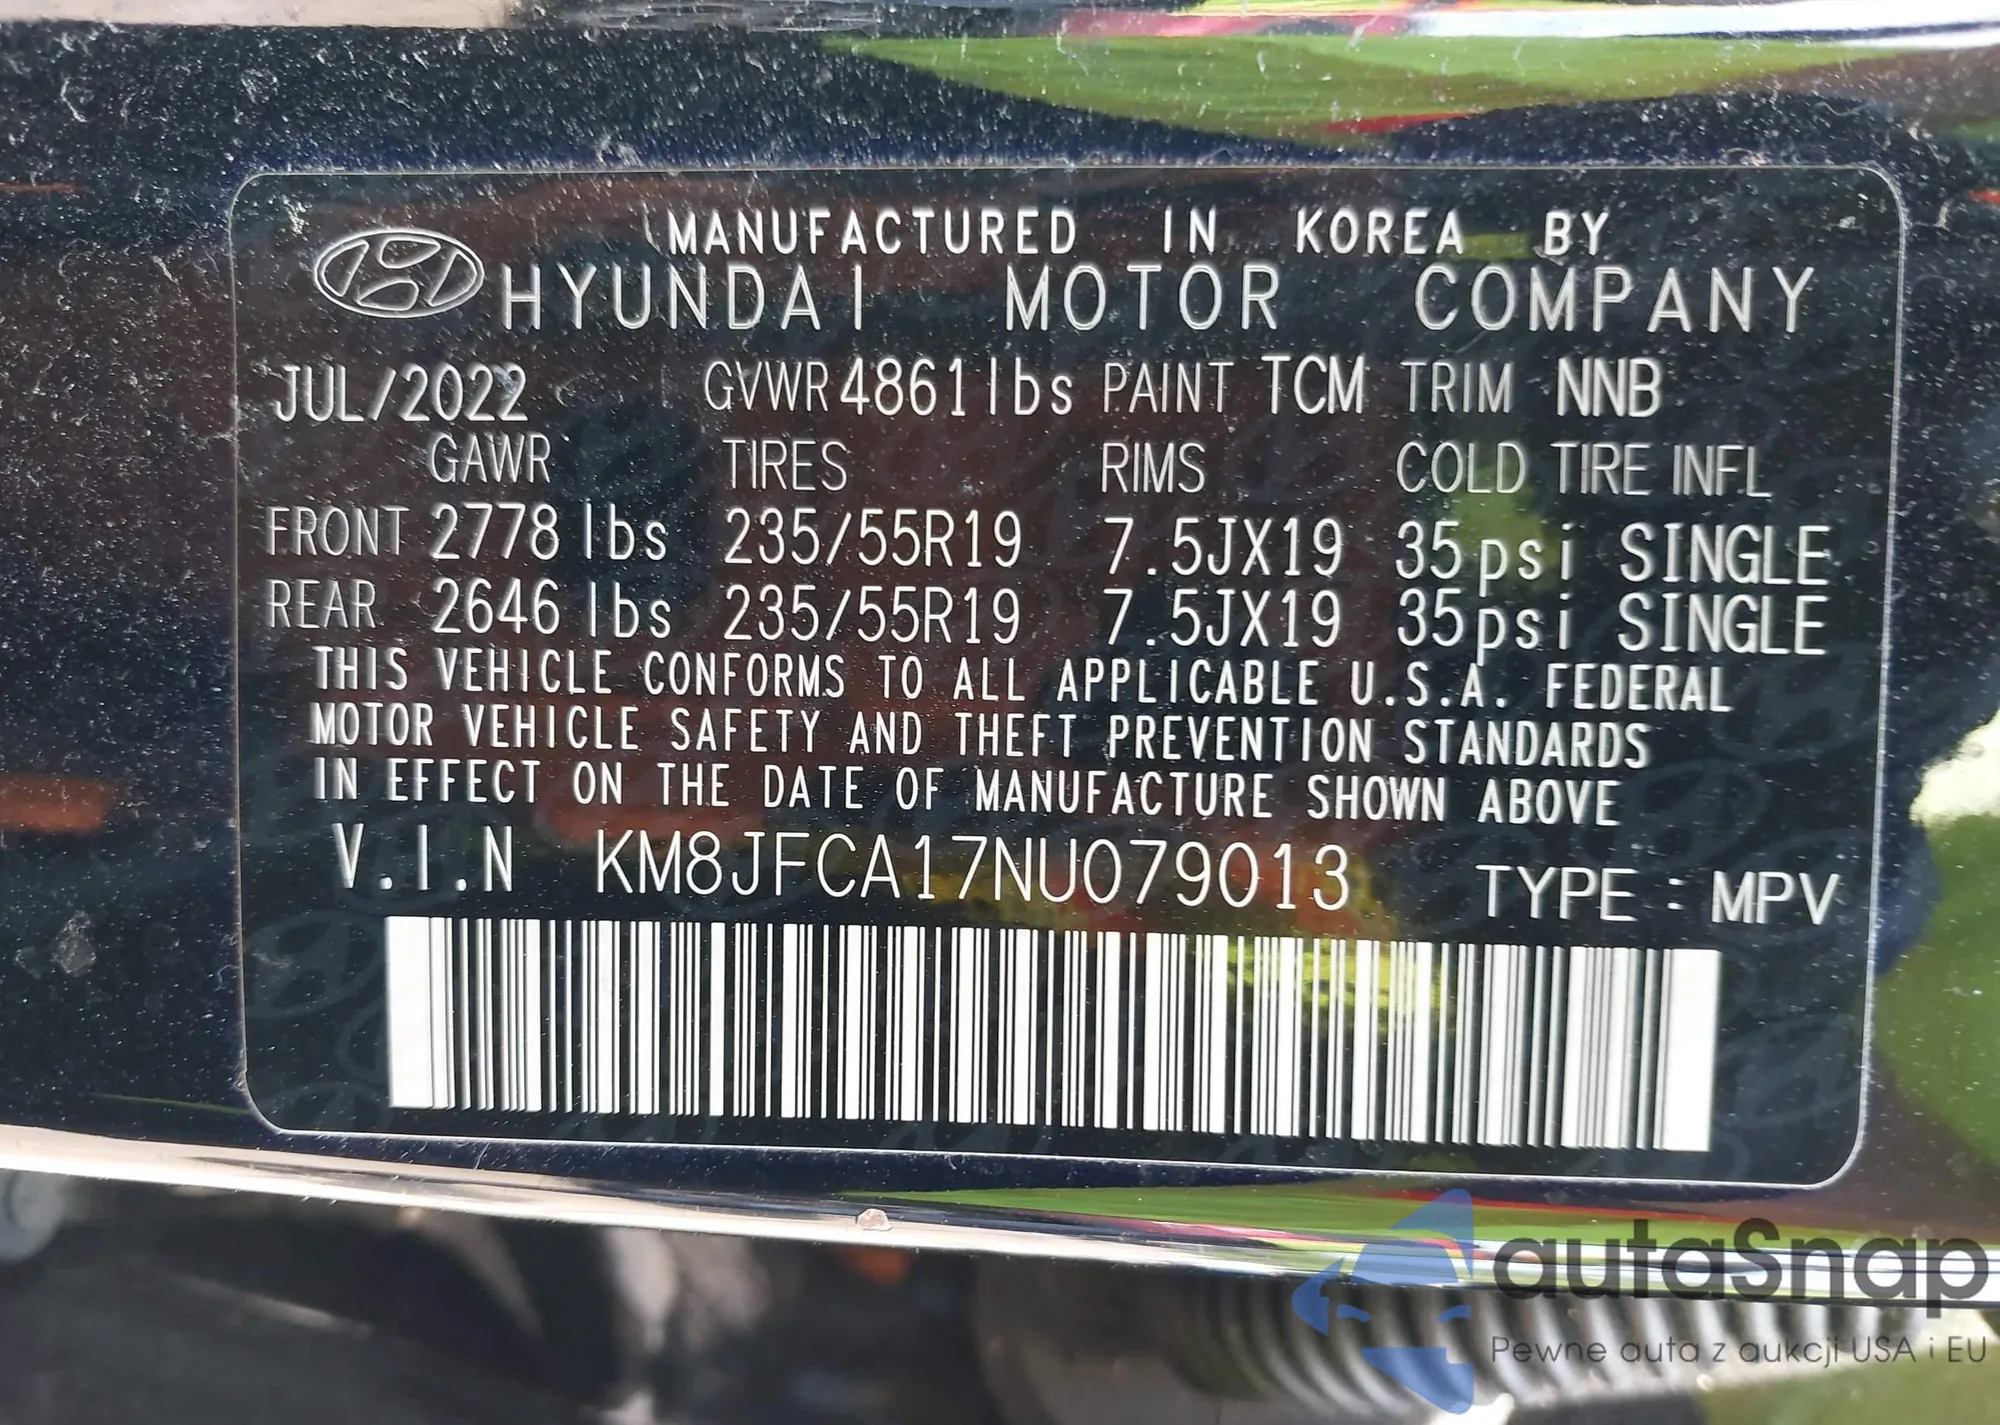 MANUFACTURED IN KOREA BY
HYUNDAI MOTOR COMPANY
JUL/2022 GVWR 4861lbs PAINT TCM TRIM NNB
GAWR TIRES RIMS COLD TIRE INFL
FRONT 2778 lbs 235/55R19 7.5JX19 35psi SINGLE
REAR 2646 lbs 235/55R19 7.5JX19 35psi SINGLE
THIS VEHICLE CONFORMS TO ALL APPLICABLE U.S.A. FEDERAL
MOTOR VEHICLE SAFETY AND THEFT PREVENTION STANDARDS
IN EFFECT ON THE DATE OF MANUFACTURE SHOWN ABOVE
V.I.N KM8JFCA17NU079013 TYPE : MPV
autaSnap
Pewne auta z aukcji USA i EU